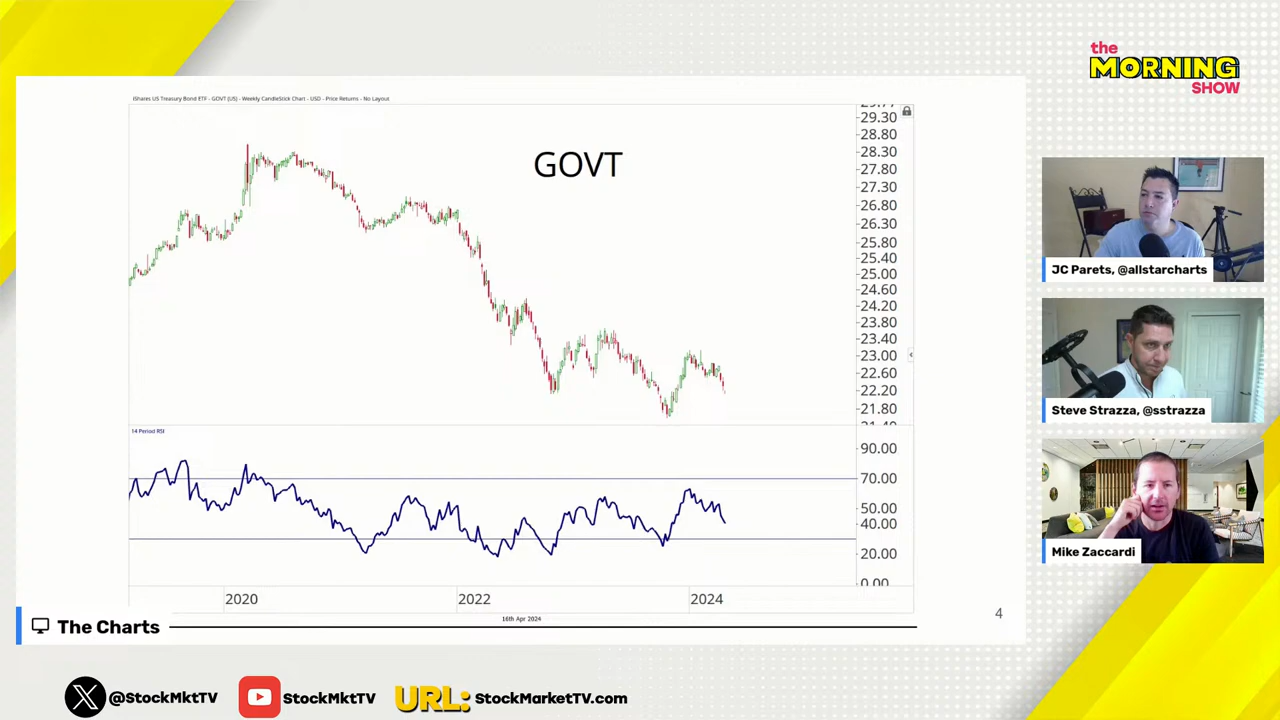 the
MORNING
SHOW
iShares US Treasury Bond ETF - GOVT (US) - Weekly CandleStick Chart - USD - Price Returns - No Layout
GOVT
29.30
28.80
28.30
27.80
27.30
26.80
26.30
25.80
25.40
25.00
24.60
24.20
23.80
23.40
23.00
22.60
22.20
21.80
14 Period RSI
90.00
70.00
50.00
40.00
20.00
0.00
2020
2022
2024
16th Apr 2024
4
The Charts
JC Parets, @allstarcharts
Steve Strazza, @sstrazza
Mike Zaccardi
@StockMktTV
StockMktTV
URL:
StockMarketTV.com